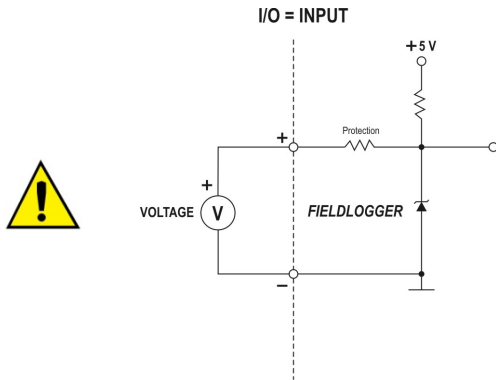 I/O = INPUT
+ 5 V
+
Protection
+
VOLTAGE V FIELDLOGGER
−